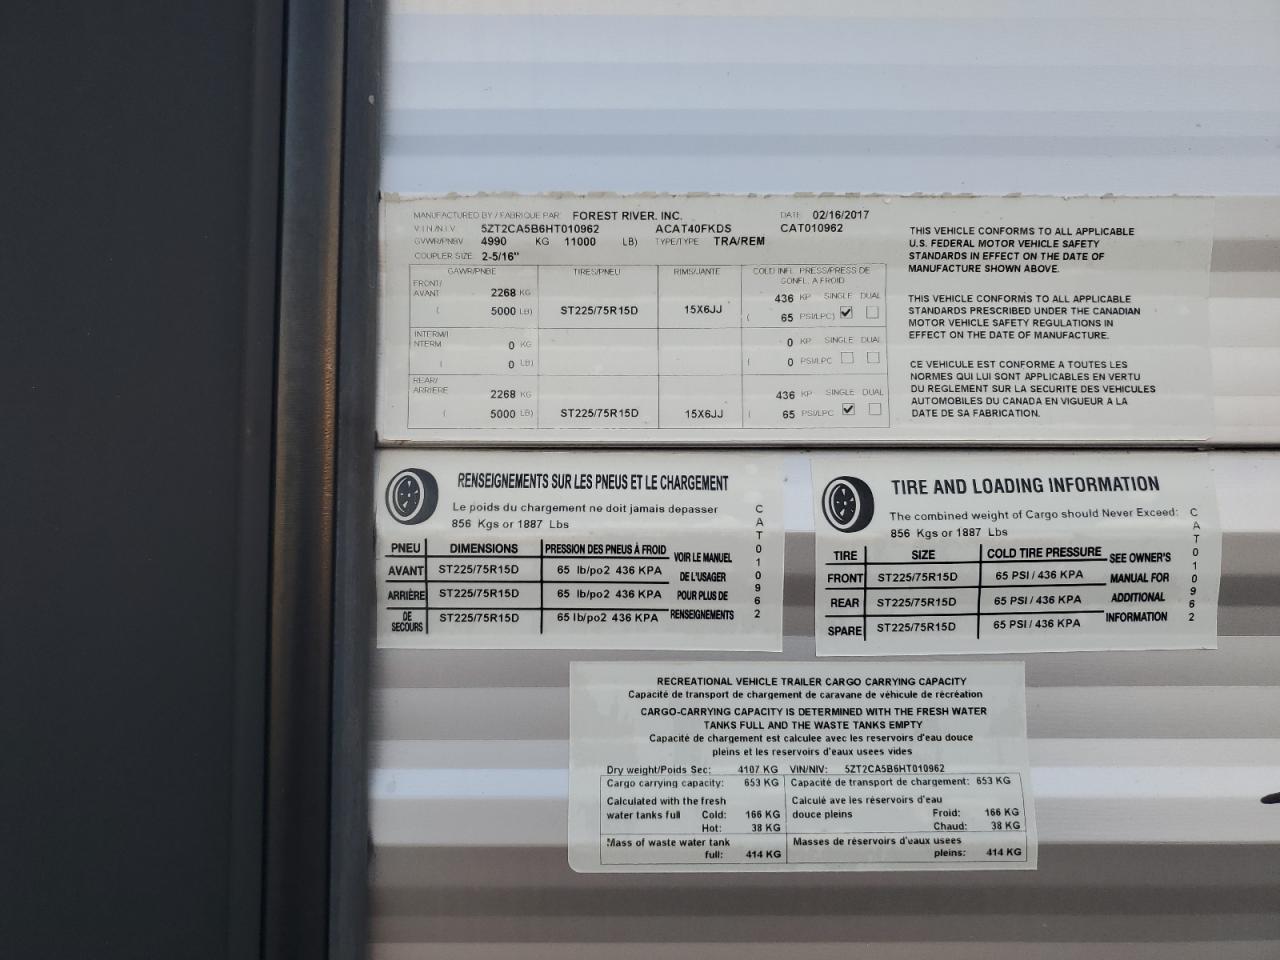 MANUFACTURED BY / FABRIQUE PAR: FOREST RIVER. INC. DATE: 02/16/2017
V.I.N./N.I.V. 5ZT2CA5B6HT010962 ACAT40FKDS CAT010962
GVWR/PNBV 4990 KG 11000 LB) TYPE/TYPE TRA/REM
COUPLER SIZE 2-5/16"
GAWR/PNBE TIRES/PNEU RIMS/JANTE COLD INFL. PRESS/PRESS DE
GONFL. A FROID
FRONT/
AVANT 2268 KG 436 KP SINGLE DUAL
( 5000 LB) ST225/75R15D 15X6JJ ( 65 PSI/LPC) ☑ ☐
INTERM/I
NTERM 0 KG 0 KP SINGLE DUAL
( 0 LB) ( 0 PSI/LPC ☐ ☐
REAR/
ARRIERE 2268 KG 436 KP SINGLE DUAL
( 5000 LB) ST225/75R15D 15X6JJ ( 65 PSI/LPC ☑ ☐
THIS VEHICLE CONFORMS TO ALL APPLICABLE
U.S. FEDERAL MOTOR VEHICLE SAFETY
STANDARDS IN EFFECT ON THE DATE OF
MANUFACTURE SHOWN ABOVE.
THIS VEHICLE CONFORMS TO ALL APPLICABLE
STANDARDS PRESCRIBED UNDER THE CANADIAN
MOTOR VEHICLE SAFETY REGULATIONS IN
EFFECT ON THE DATE OF MANUFACTURE.
CE VEHICULE EST CONFORME A TOUTES LES
NORMES QUI LUI SONT APPLICABLES EN VERTU
DU REGLEMENT SUR LA SECURITE DES VEHICULES
AUTOMOBILES DU CANADA EN VIGUEUR A LA
DATE DE SA FABRICATION.
RENSEIGNEMENTS SUR LES PNEUS ET LE CHARGEMENT
Le poids du chargement ne doit jamais depasser
856 Kgs or 1887 Lbs
PNEU DIMENSIONS PRESSION DES PNEUS À FROID VOIR LE MANUEL
AVANT ST225/75R15D 65 lb/po2 436 KPA DE L'USAGER
ARRIÈRE ST225/75R15D 65 lb/po2 436 KPA POUR PLUS DE
DE
SECOURS ST225/75R15D 65 lb/po2 436 KPA RENSEIGNEMENTS
CAT010962
TIRE AND LOADING INFORMATION
The combined weight of Cargo should Never Exceed:
890 Kgs or 1887 Lbs
TIRE SIZE COLD TIRE PRESSURE SEE OWNER'S
FRONT ST225/75R15D 65 PSI / 436 KPA MANUAL FOR
REAR ST225/75R15D 65 PSI / 436 KPA ADDITIONAL
SPARE ST225/75R15D 65 PSI / 436 KPA INFORMATION
CAT010962
RECREATIONAL VEHICLE TRAILER CARGO CARRYING CAPACITY
Capacité de transport de chargement de caravane de véhicule de récréation
CARGO-CARRYING CAPACITY IS DETERMINED WITH THE FRESH WATER
TANKS FULL AND THE WASTE TANKS EMPTY
Capacité de chargement est calculee avec les reservoirs d'eau douce
pleins et les reservoirs d'eaux usees vides
Dry weight/Poids Sec: 4107 KG VIN/NIV: 5ZT2CA5B6HT010962
Cargo carrying capacity: 653 KG Capacité de transport de chargement: 653 KG
Calculated with the fresh Calculé ave les réservoirs d'eau
water tanks full Cold: 166 KG douce pleins Froid: 166 KG
Hot: 38 KG Chaud: 38 KG
Mass of waste water tank Masses de réservoirs d'eaux usees
full: 414 KG pleins: 414 KG